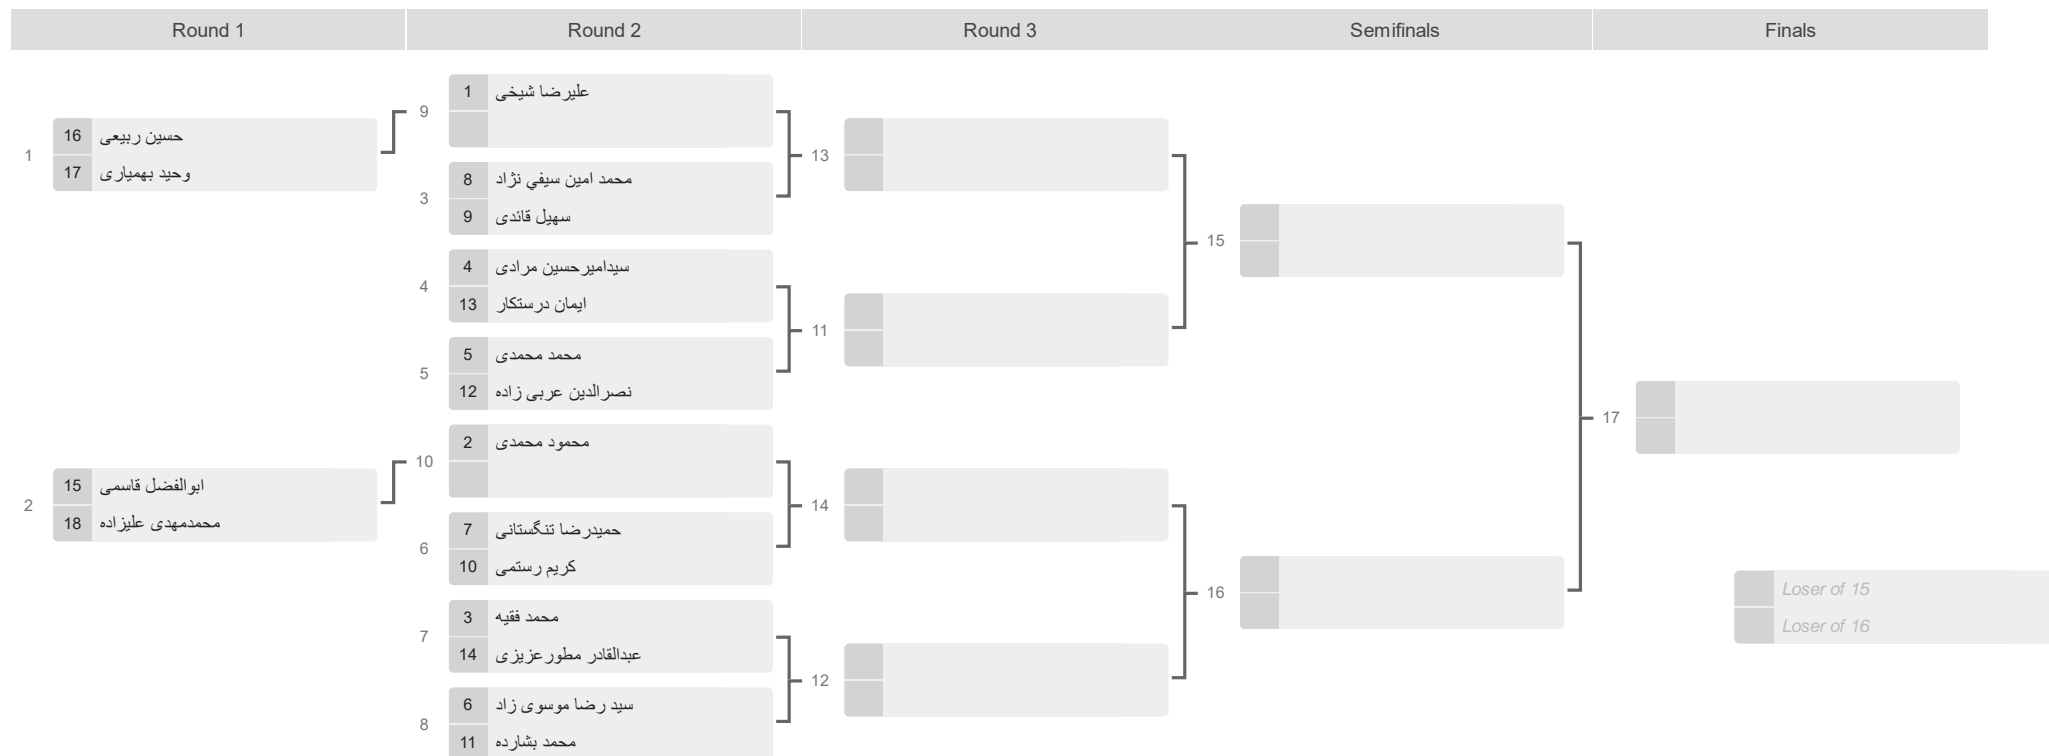 Round 1
Round 2
Round 3
Semifinals
Finals
1
16 حسین ربیعی
17 وحید بهمیاری
2
15 ابوالفضل قاسمی
18 محمدمهدی علیزاده
9
1 علیرضا شیخی
3
8 محمد امین سيفي نژاد
9 سهیل قائدی
4
4 سیدامیرحسین مرادی
13 ایمان درستکار
5
5 محمد محمدی
12 نصرالدین عربی زاده
10
2 محمود محمدی
6
7 حمیدرضا تنگستانی
10 کریم رستمی
7
3 محمد فقیه
14 عبدالقادر مطورعزیزی
8
6 سید رضا موسوی زاد
11 محمد بشارده
13
11
14
12
15
16
17
Loser of 15
Loser of 16